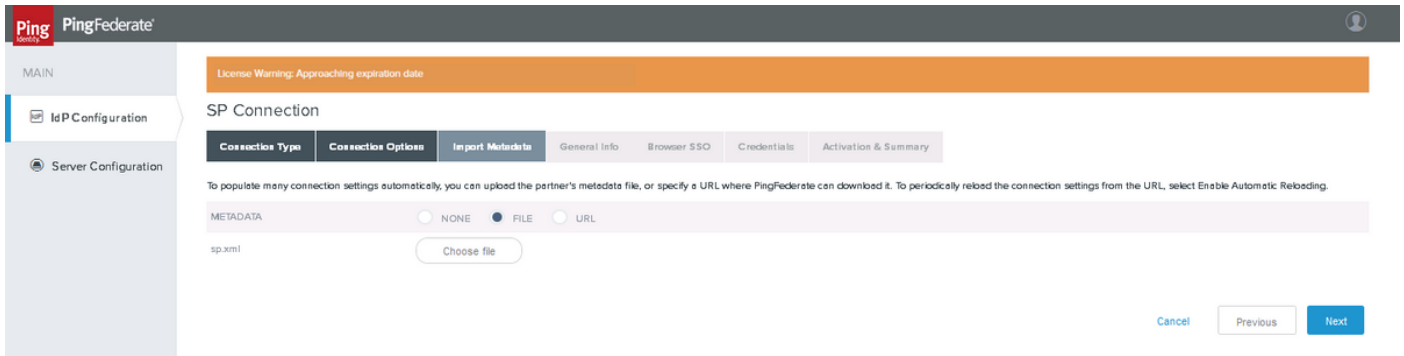 Ping
Identity
PingFederate®
MAIN
IdP Configuration
Server Configuration
License Warning: Approaching expiration date
SP Connection
Connection Type
Connection Options
Import Metadata
General Info
Browser SSO
Credentials
Activation & Summary
To populate many connection settings automatically, you can upload the partner's metadata file, or specify a URL where PingFederate can download it. To periodically reload the connection settings from the URL, select Enable Automatic Reloading.
METADATA
NONE
FILE
URL
sp.xml
Choose file
Cancel
Previous
Next